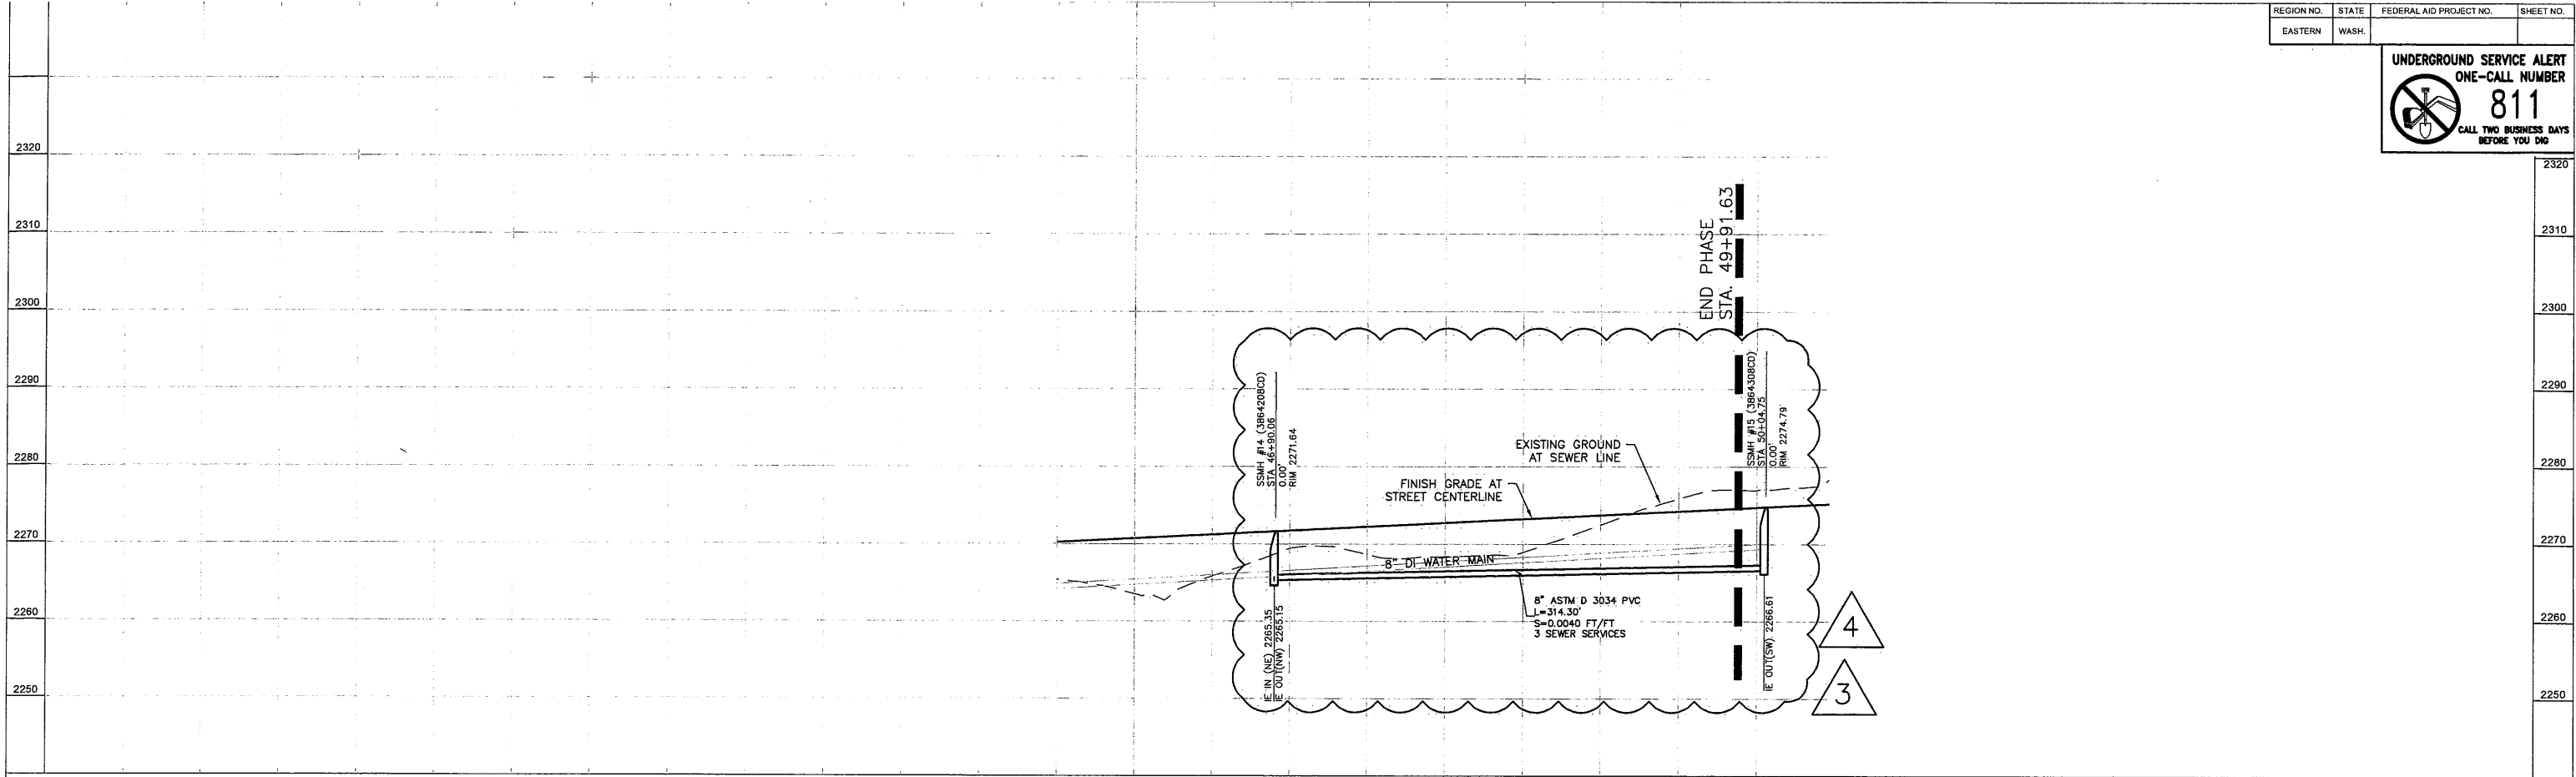 REGION NO. STATE FEDERAL AID PROJECT NO. SHEET NO.
EASTERN WASH.
UNDERGROUND SERVICE ALERT
ONE-CALL NUMBER
811
CALL TWO BUSINESS DAYS
BEFORE YOU DIG
2320
2310
2300
2290
2280
2270
2260
2250
2320
2310
2300
2290
2280
2270
2260
2250
END PHASE
STA. 49+91.63
SSMH #14 (3864208CD)
STA 46+90.06
0.00'
RIM 2271.64
SSMH #15 (3864308CD)
STA 50+04.75
0.00'
RIM 2274.79'
EXISTING GROUND
AT SEWER LINE
FINISH GRADE AT
STREET CENTERLINE
8" DI WATER MAIN
8" ASTM D 3034 PVC
L=314.30'
S=0.0040 FT/FT
3 SEWER SERVICES
IE IN (NE) 2265.35
IE OUT(NW) 2265.15
IE OUT(SW) 2266.61
4
3